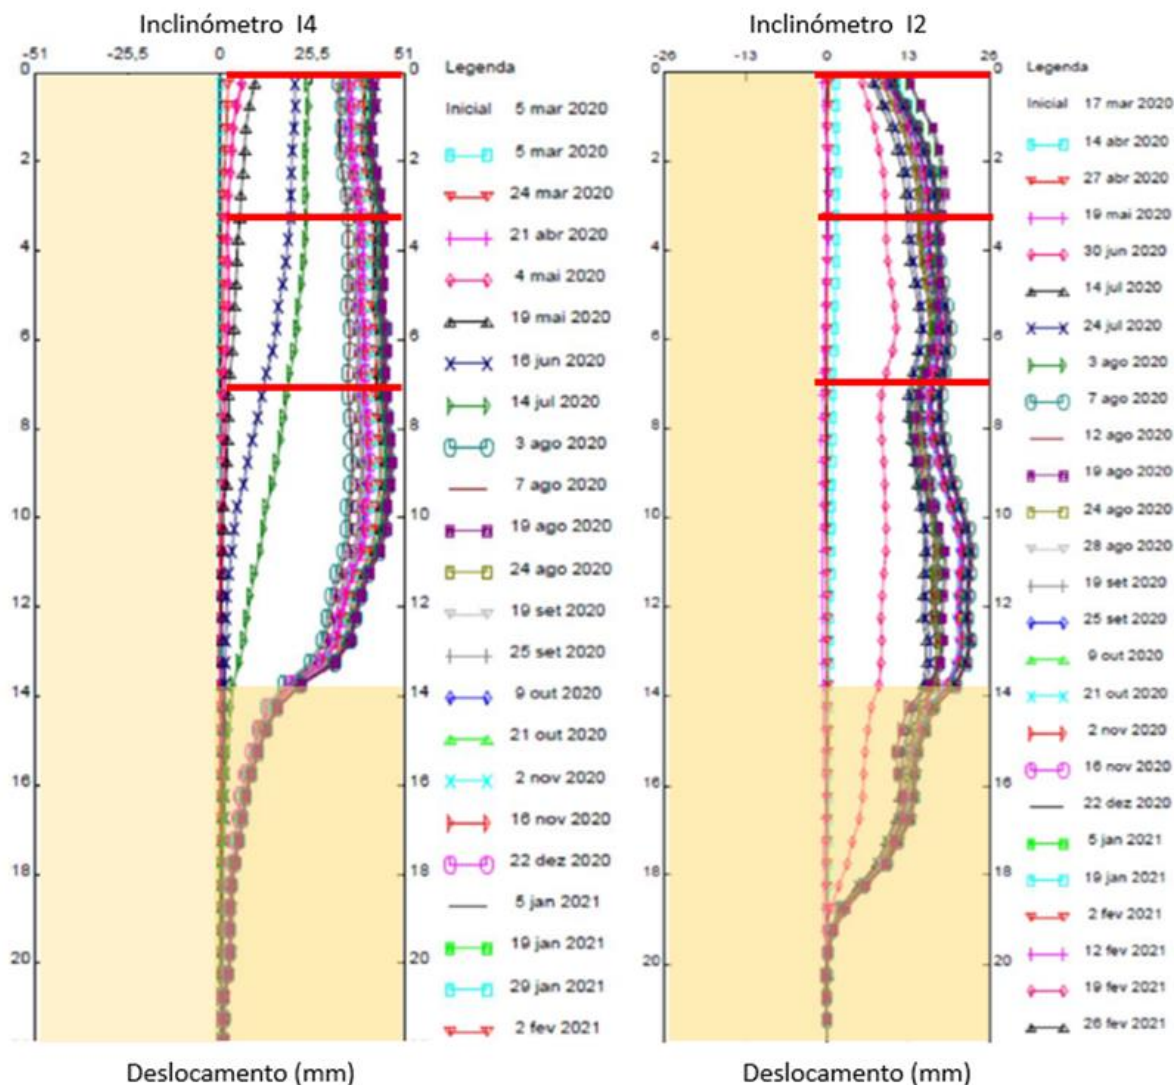 Inclinómetro I4
-51 -25,5 0 25,5 51
0 0
2 2
4 4
6 6
8 8
10 10
12 12
14 14
16 16
18 18
20 20
Legenda
Inicial 5 mar 2020
5 mar 2020
24 mar 2020
21 abr 2020
4 mai 2020
19 mai 2020
16 jun 2020
14 jul 2020
3 ago 2020
7 ago 2020
19 ago 2020
24 ago 2020
19 set 2020
25 set 2020
9 out 2020
21 out 2020
2 nov 2020
16 nov 2020
22 dez 2020
5 jan 2021
19 jan 2021
29 jan 2021
2 fev 2021
Deslocamento (mm)
Inclinómetro I2
-26 -13 0 13 26
0 0
2 2
4 4
6 6
8 8
10 10
12 12
14 14
16 16
18 18
20 20
Legenda
Inicial 17 mar 2020
14 abr 2020
27 abr 2020
19 mai 2020
30 jun 2020
14 jul 2020
24 jul 2020
3 ago 2020
7 ago 2020
12 ago 2020
19 ago 2020
24 ago 2020
28 ago 2020
19 set 2020
25 set 2020
9 out 2020
21 out 2020
2 nov 2020
16 nov 2020
22 dez 2020
5 jan 2021
19 jan 2021
2 fev 2021
12 fev 2021
19 fev 2021
26 fev 2021
Deslocamento (mm)